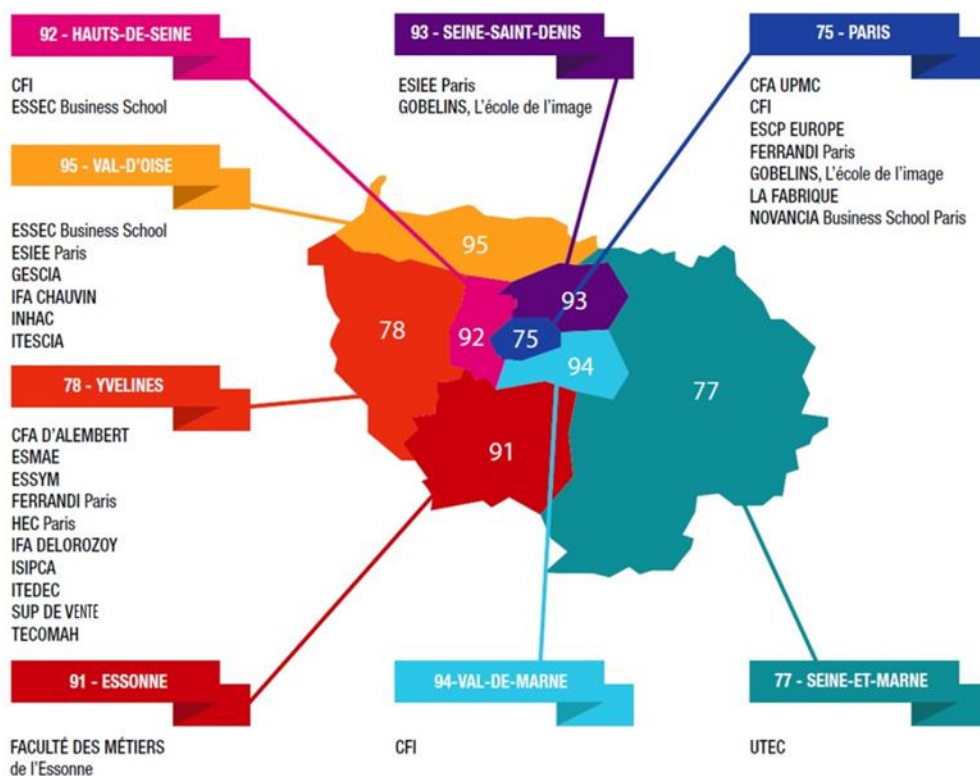 92 - HAUTS-DE-SEINE
CFI
ESSEC Business School
93 - SEINE-SAINT-DENIS
ESIEE Paris
GOBELINS, L'école de l'image
75 - PARIS
CFA UPMC
CFI
ESCP EUROPE
FERRANDI Paris
GOBELINS, L'école de l'image
LA FABRIQUE
NOVANCIA Business School Paris
95 - VAL-D'OISE
ESSEC Business School
ESIEE Paris
GESCIA
IFA CHAUVIN
INHAC
ITESCIA
78 - YVELINES
CFA D'ALEMBERT
ESMAE
ESSYM
FERRANDI Paris
HEC Paris
IFA DELOROZOY
ISIPCA
ITEDEC
SUP DE VENTE
TECOMAH
95
93
78
92
75
94
77
91
91 - ESSONNE
FACULTÉ DES MÉTIERS
de l'Essonne
94-VAL-DE-MARNE
CFI
77 - SEINE-ET-MARNE
UTEC